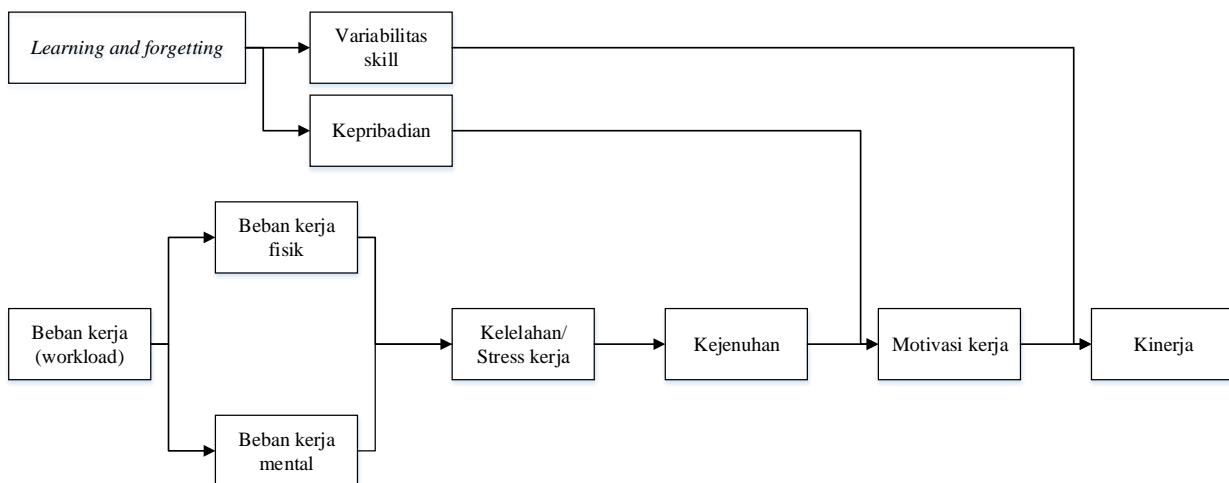 Learning and forgetting
Variabilitas
skill
Kepribadian
Beban kerja
fisik
Beban kerja
(workload)
Kelelahan/
Stress kerja
Kejenuhan
Motivasi kerja
Kinerja
Beban kerja
mental